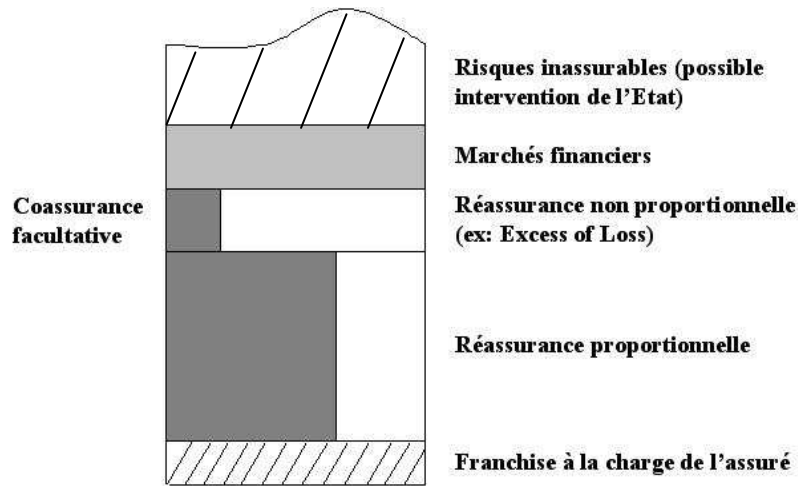 Risques inassurables (possible
intervention de l'Etat)
Marchés financiers
Coassurance
facultative
Réassurance non proportionnelle
(ex: Excess of Loss)
Réassurance proportionnelle
Franchise à la charge de l'assuré